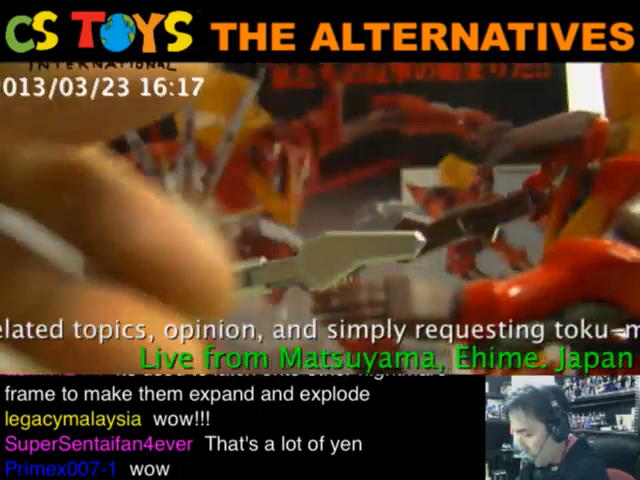 CS TOYS
INTERNATIONAL
THE ALTERNATIVES
2013/03/23 16:17
elated topics, opinion, and simply requesting toku-m
Live from Matsuyama, Ehime. Japan
frame to make them expand and explode
legacymalaysia wow!!!
SuperSentaifan4ever That's a lot of yen
Primex007-1 wow